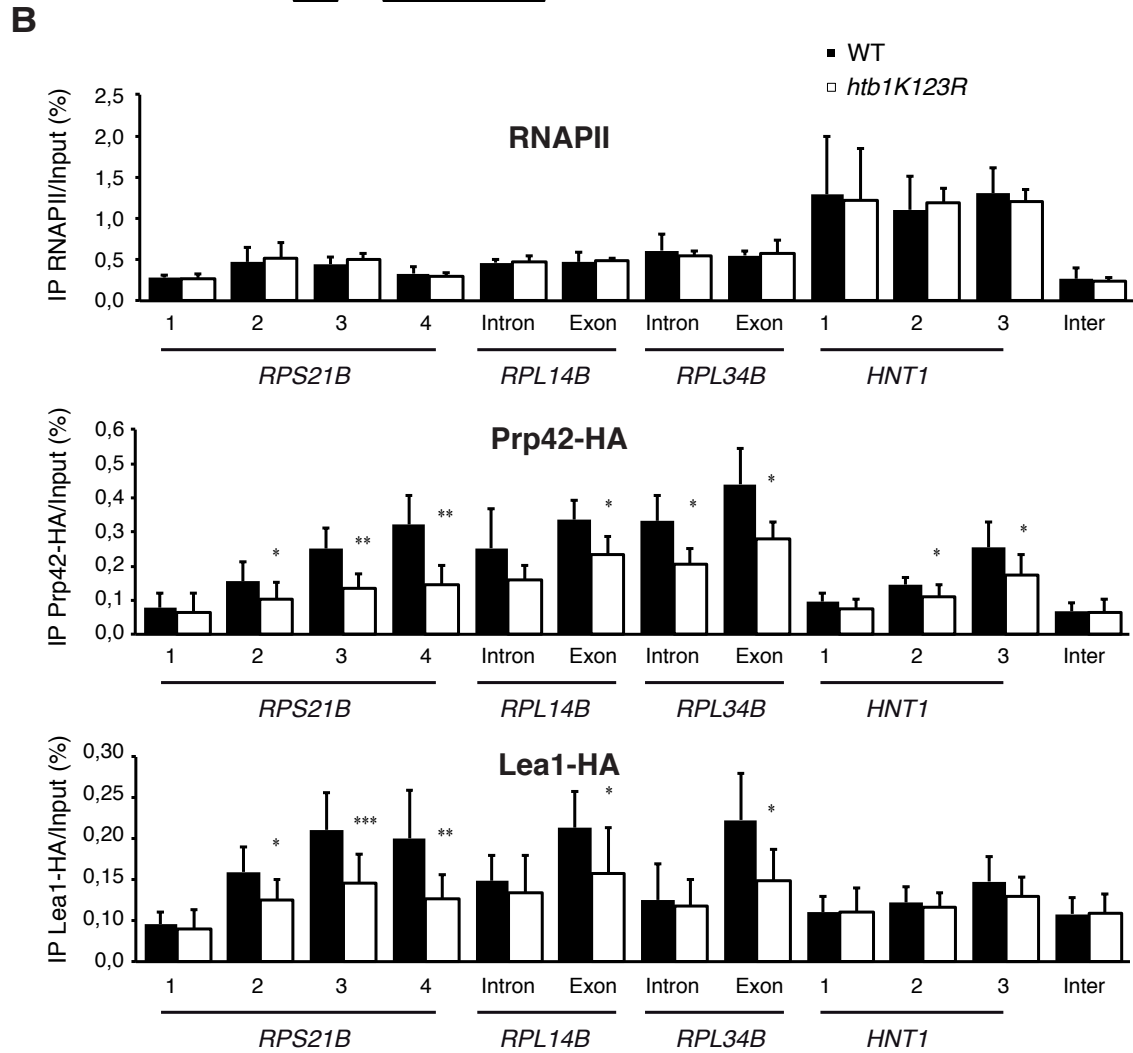 B
WT
htb1K123R
RNAPII
IP RNAPII/Input (%)
2,5
2,0
1,5
1,0
0,5
0,0
1 2 3 4 Intron Exon Intron Exon 1 2 3 Inter
RPS21B RPL14B RPL34B HNT1
Prp42-HA
IP Prp42-HA/Input (%)
0,6
0,5
0,4
0,3
0,2
0,1
0,0
* ** ** * * * * *
1 2 3 4 Intron Exon Intron Exon 1 2 3 Inter
RPS21B RPL14B RPL34B HNT1
Lea1-HA
IP Lea1-HA/Input (%)
0,30
0,25
0,20
0,15
0,10
0,0
* *** ** * *
1 2 3 4 Intron Exon Intron Exon 1 2 3 Inter
RPS21B RPL14B RPL34B HNT1